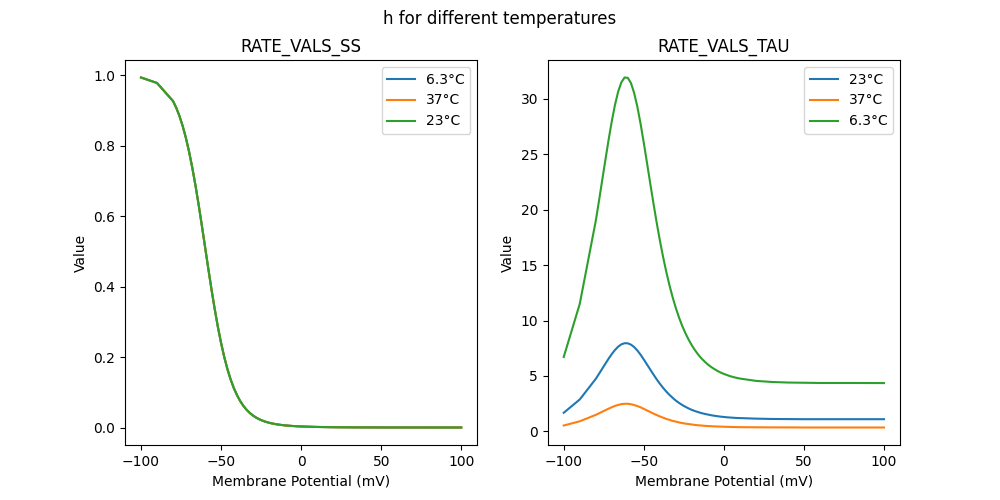 h for different temperatures
RATE_VALS_SS
1.0
0.8
0.6
0.4
0.2
0.0
Value
6.3°C
37°C
23°C
−100
−50
0
50
100
Membrane Potential (mV)
RATE_VALS_TAU
30
25
20
15
10
5
0
Value
23°C
37°C
6.3°C
−100
−50
0
50
100
Membrane Potential (mV)